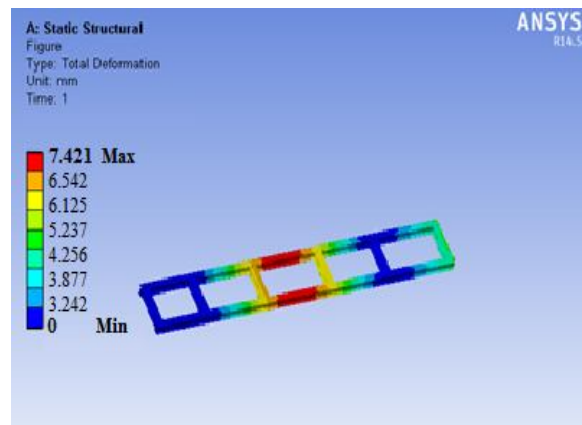 A: Static Structural
Figure
Type: Total Deformation
Unit: mm
Time: 1
ANSYS
R14.5
7.421 Max
6.542
6.125
5.237
4.256
3.877
3.242
0 Min